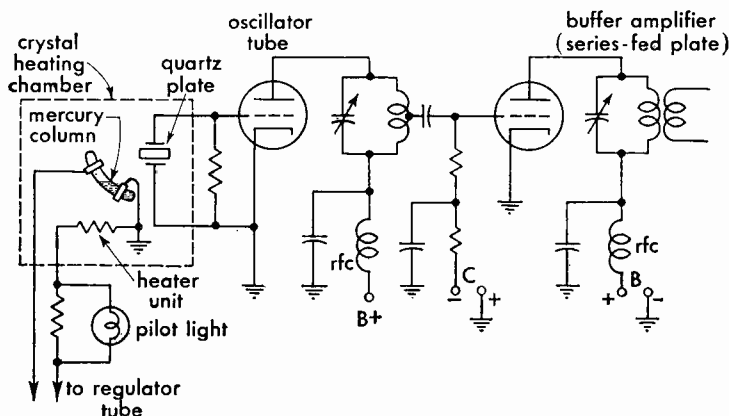 crystal
heating
chamber
mercury
column
quartz
plate
oscillator
tube
buffer amplifier
(series-fed plate)
heater
unit
pilot light
to regulator
tube
rfc
B+
C
− +
rfc
B
+ −